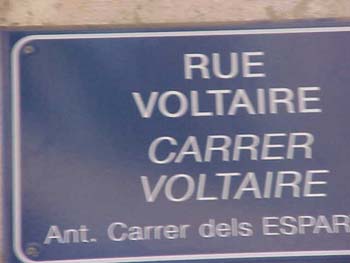 RUE
VOLTAIRE
CARRER
VOLTAIRE
Ant. Carrer dels ESPAR